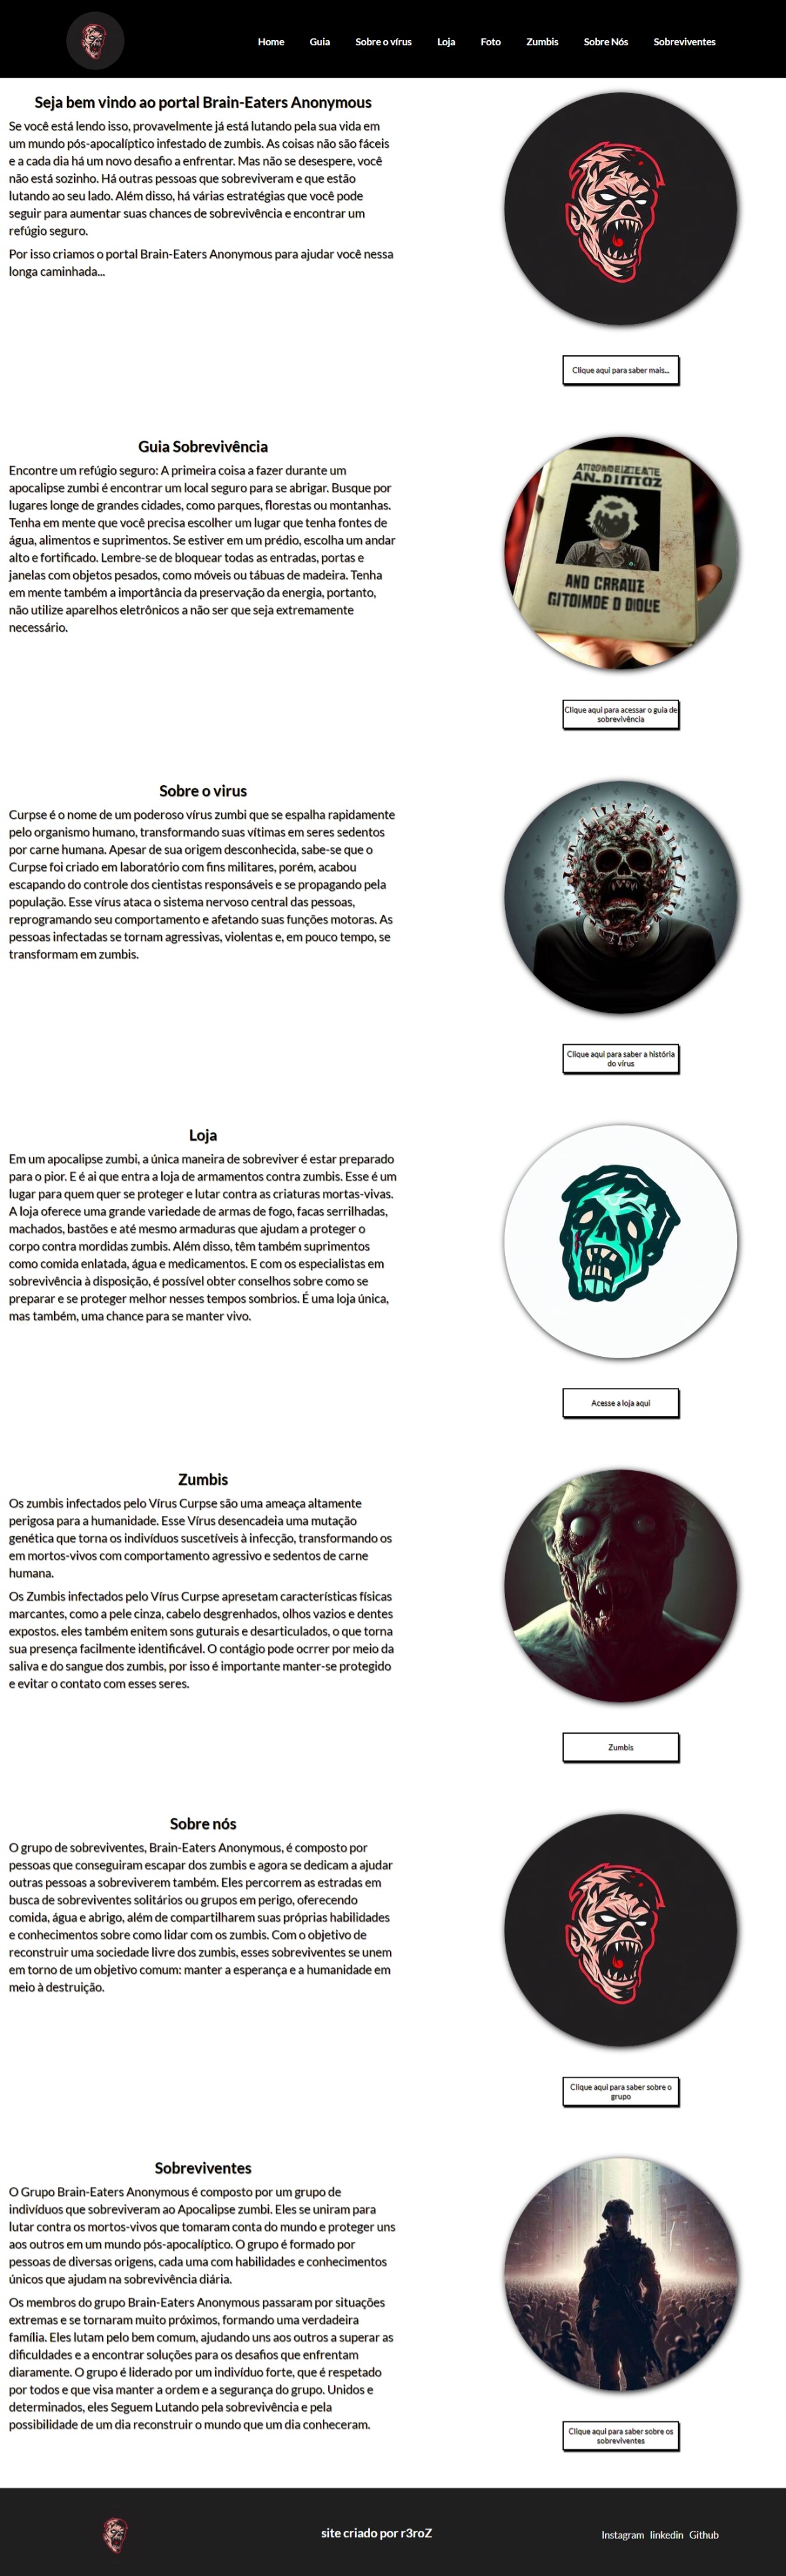 Home Guia Sobre o vírus Loja Foto Zumbis Sobre Nós Sobreviventes
Seja bem vindo ao portal Brain-Eaters Anonymous
Se você está lendo isso, provavelmente já está lutando pela sua vida em
um mundo pós-apocalíptico infestado de zumbis. As coisas não são fáceis
e a cada dia há um novo desafio a enfrentar. Mas não se desespere, você
não está sozinho. Há outras pessoas que sobreviveram e que estão
lutando ao seu lado. Além disso, há várias estratégias que você pode
seguir para aumentar suas chances de sobrevivência e encontrar um
refúgio seguro.
Por isso criamos o portal Brain-Eaters Anonymous para ajudar você nessa
longa caminhada...
Clique aqui para saber mais...
Guia Sobrevivência
Encontre um refúgio seguro: A primeira coisa a fazer durante um
apocalipse zumbi é encontrar um local seguro para se abrigar. Busque por
lugares longe de grandes cidades, como parques, florestas ou montanhas.
Tenha em mente que você precisa escolher um lugar que tenha fontes de
água, alimentos e suprimentos. Se estiver em um prédio, escolha um andar
alto e fortificado. Lembre-se de bloquear todas as entradas, portas e
janelas com objetos pesados, como móveis ou tábuas de madeira. Tenha
em mente também a importância da preservação da energia, portanto,
não utilize aparelhos eletrônicos a não ser que seja extremamente
necessário.
AND CRRAUE
Clique aqui para acessar o guia de
sobrevivência
Sobre o virus
Curpse é o nome de um poderoso vírus zumbi que se espalha rapidamente
pelo organismo humano, transformando suas vítimas em seres sedentos
por carne humana. Apesar de sua origem desconhecida, sabe-se que o
Curpse foi criado em laboratório com fins militares, porém, acabou
escapando do controle dos cientistas responsáveis e se propagando pela
população. Esse vírus ataca o sistema nervoso central das pessoas,
reprogramando seu comportamento e afetando suas funções motoras. As
pessoas infectadas se tornam agressivas, violentas e, em pouco tempo, se
transformam em zumbis.
Clique aqui para saber a história
do vírus
Loja
Em um apocalipse zumbi, a única maneira de sobreviver é estar preparado
para o pior. E é ai que entra a loja de armamentos contra zumbis. Esse é um
lugar para quem quer se proteger e lutar contra as criaturas mortas-vivas.
A loja oferece uma grande variedade de armas de fogo, facas serrilhadas,
machados, bastões e até mesmo armaduras que ajudam a proteger o
corpo contra mordidas zumbis. Além disso, têm também suprimentos
como comida enlatada, água e medicamentos. E com os especialistas em
sobrevivência à disposição, é possível obter conselhos sobre como se
preparar e se proteger melhor nesses tempos sombrios. É uma loja única,
mas também, uma chance para se manter vivo.
Acesse a loja aqui
Zumbis
Os zumbis infectados pelo Vírus Curpse são uma ameaça altamente
perigosa para a humanidade. Esse Vírus desencadeia uma mutação
genética que torna os indivíduos suscetíveis à infecção, transformando os
em mortos-vivos com comportamento agressivo e sedentos de carne
humana.
Os Zumbis infectados pelo Vírus Curpse apresetam características físicas
marcantes, como a pele cinza, cabelo desgrenhados, olhos vazios e dentes
expostos. eles também enitem sons guturais e desarticulados, o que torna
sua presença facilmente identificável. O contágio pode ocrrer por meio da
saliva e do sangue dos zumbis, por isso é importante manter-se protegido
e evitar o contato com esses seres.
Zumbis
Sobre nós
O grupo de sobreviventes, Brain-Eaters Anonymous, é composto por
pessoas que conseguiram escapar dos zumbis e agora se dedicam a ajudar
outras pessoas a sobreviverem também. Eles percorrem as estradas em
busca de sobreviventes solitários ou grupos em perigo, oferecendo
comida, água e abrigo, além de compartilharem suas próprias habilidades
e conhecimentos sobre como lidar com os zumbis. Com o objetivo de
reconstruir uma sociedade livre dos zumbis, esses sobreviventes se unem
em torno de um objetivo comum: manter a esperança e a humanidade em
meio à destruição.
Clique aqui para saber sobre o
grupo
Sobreviventes
O Grupo Brain-Eaters Anonymous é composto por um grupo de
indivíduos que sobreviveram ao Apocalipse zumbi. Eles se uniram para
lutar contra os mortos-vivos que tomaram conta do mundo e proteger uns
aos outros em um mundo pós-apocalíptico. O grupo é formado por
pessoas de diversas origens, cada uma com habilidades e conhecimentos
únicos que ajudam na sobrevivência diária.
Os membros do grupo Brain-Eaters Anonymous passaram por situações
extremas e se tornaram muito próximos, formando uma verdadeira
família. Eles lutam pelo bem comum, ajudando uns aos outros a superar as
dificuldades e a encontrar soluções para os desafios que enfrentam
diaramente. O grupo é liderado por um indivíduo forte, que é respetado
por todos e que visa manter a ordem e a segurança do grupo. Unidos e
determinados, eles Seguem Lutando pela sobrevivência e pela
possibilidade de um dia reconstruir o mundo que um dia conheceram.
Clique aqui para saber sobre os
sobreviventes
site criado por r3roZ
Instagram linkedin Github